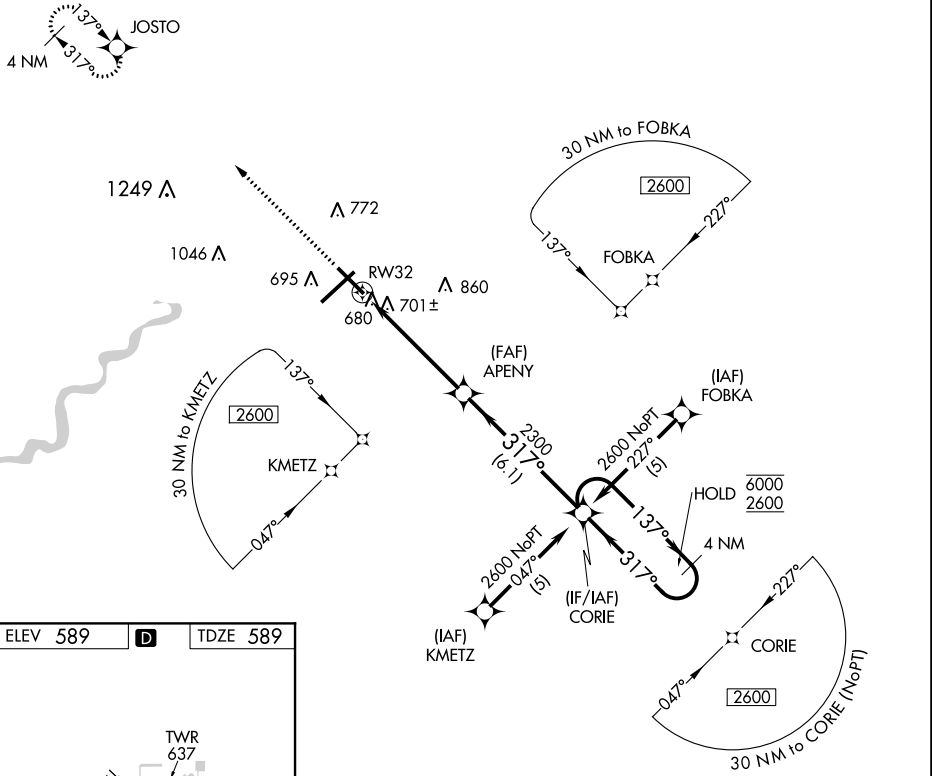 137°
JOSTO
4 NM
317°
30 NM to FOBKA
2600
227°
137°
FOBKA
1249
772
1046
695
RW32
860
680
701±
(FAF)
APENY
30 NM to KMETZ
137°
2600
KMETZ
047°
(IAF)
FOBKA
2300
317°
(6.1)
2600 NoPT
227°
(5)
HOLD
6000
2600
137°
4 NM
317°
2600 NoPT
047°
(5)
(IF/IAF)
CORIE
(IAF)
KMETZ
227°
CORIE
047°
2600
30 NM to CORIE (NoPT)
ELEV 589
D
TDZE 589
TWR
637